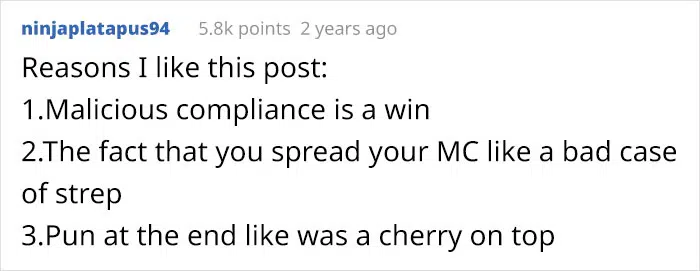 ninjaplatapus94 5.8k points 2 years ago
Reasons I like this post:
1.Malicious compliance is a win
2.The fact that you spread your MC like a bad case
of strep
3.Pun at the end like was a cherry on top